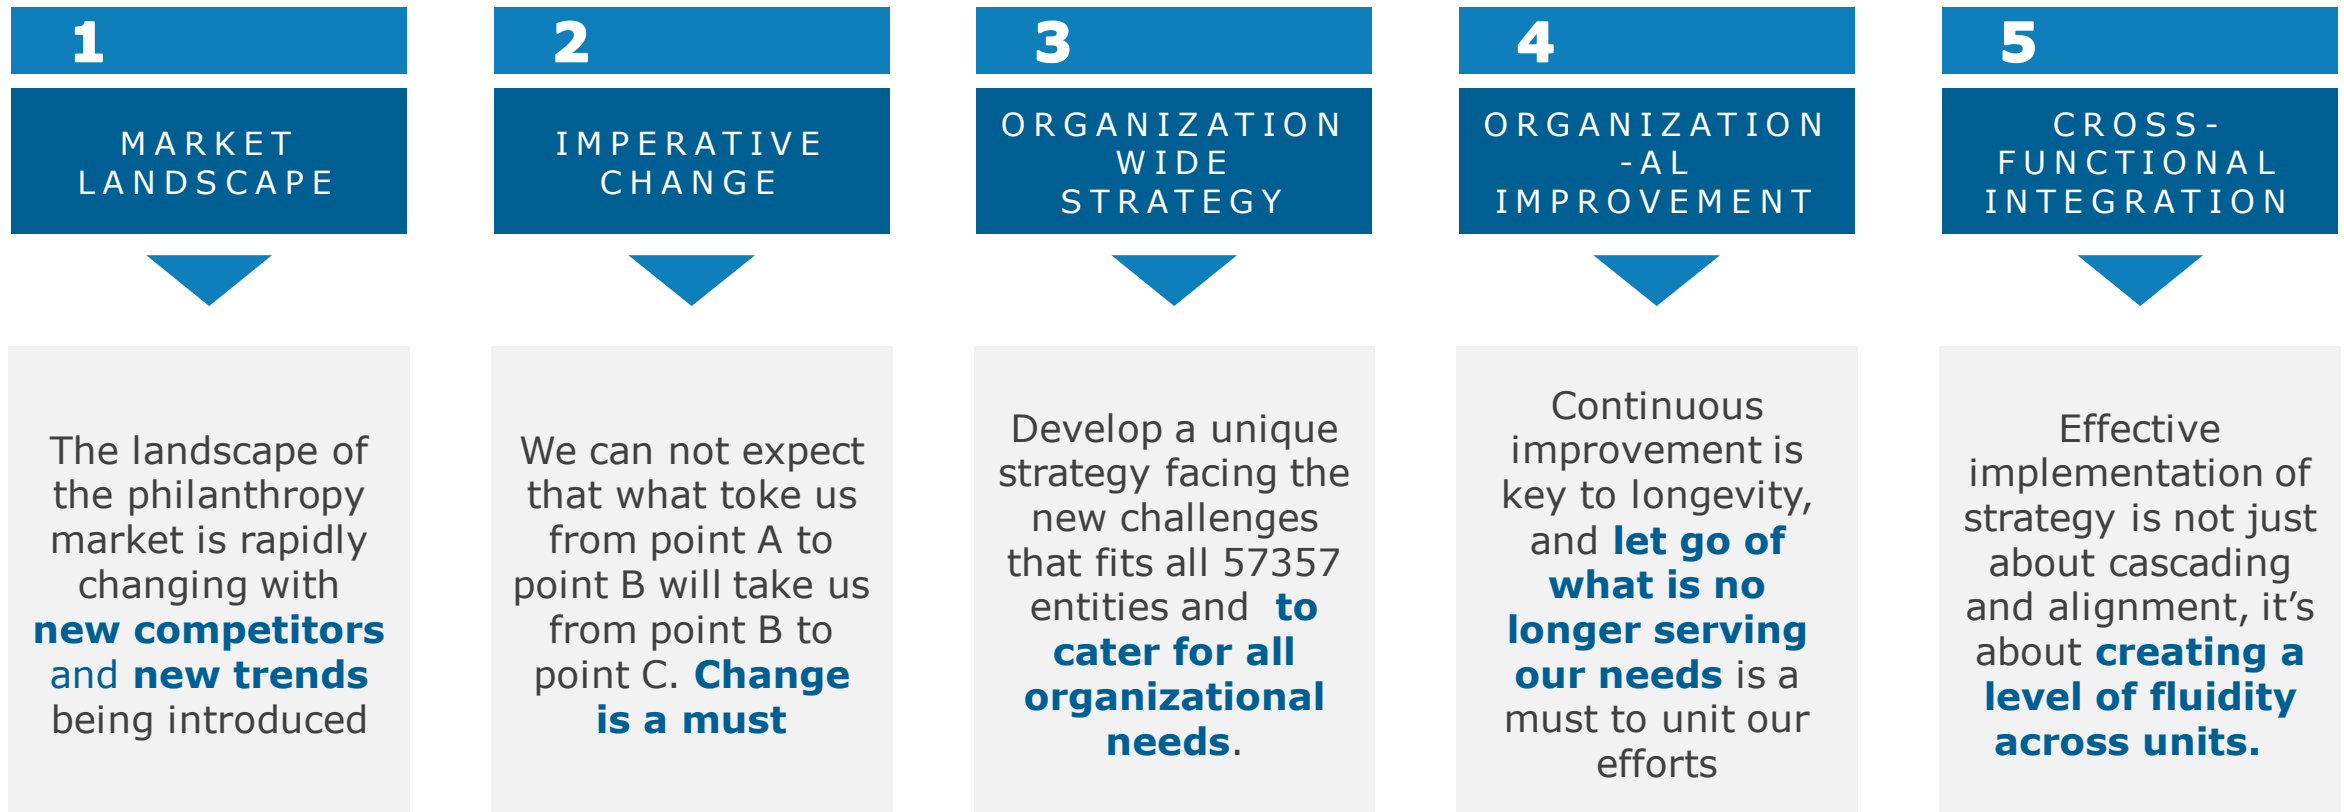 1
MARKET
LANDSCAPE
The landscape of
the philanthropy
market is rapidly
changing with
new competitors
and new trends
being introduced
2
IMPERATIVE
CHANGE
We can not expect
that what toke us
from point A to
point B will take us
from point B to
point C. Change
is a must
3
ORGANIZATION
WIDE
STRATEGY
Develop a unique
strategy facing the
new challenges
that fits all 57357
entities and to
cater for all
organizational
needs.
4
ORGANIZATION
-AL
IMPROVEMENT
Continuous
improvement is
key to longevity,
and let go of
what is no
longer serving
our needs is a
must to unit our
efforts
5
CROSS-
FUNCTIONAL
INTEGRATION
Effective
implementation of
strategy is not just
about cascading
and alignment, it’s
about creating a
level of fluidity
across units.